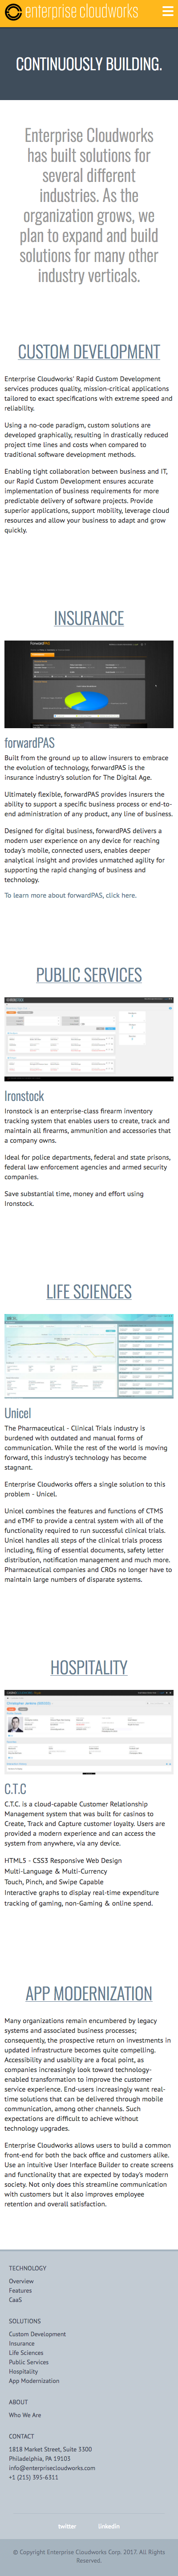 enterprise cloudworks
CONTINUOUSLY BUILDING.
Enterprise Cloudworks
has built solutions for
several different
industries. As the
organization grows, we
plan to expand and build
solutions for many other
industry verticals.
CUSTOM DEVELOPMENT
Enterprise Cloudworks' Rapid Custom Development
services produces quality, mission-critical applications
tailored to exact specifications with extreme speed and
reliability.
Using a no-code paradigm, custom solutions are
developed graphically, resulting in drastically reduced
project time lines and costs when compared to
traditional software development methods.
Enabling tight collaboration between business and IT,
our Rapid Custom Development ensures accurate
implementation of business requirements for more
predictable delivery of software projects. Provide
superior applications, support mobility, leverage cloud
resources and allow your business to adapt and grow
quickly.
INSURANCE
forwardPAS
Built from the ground up to allow insurers to embrace
the evolution of technology, forwardPAS is the
insurance industry's solution for The Digital Age.
Ultimately flexible, forwardPAS provides insurers the
ability to support a specific business process or end-to-
end administration of any product, any line of business.
Designed for digital business, forwardPAS delivers a
modern user experience on any device for reaching
today's mobile, connected users, enables deeper
analytical insight and provides unmatched agility for
supporting the rapid changing of business and
technology.
To learn more about forwardPAS, click here.
PUBLIC SERVICES
Ironstock
Ironstock is an enterprise-class firearm inventory
tracking system that enables users to create, track and
maintain all firearms, ammunition and accessories that
a company owns.
Ideal for police departments, federal and state prisons,
federal law enforcement agencies and armed security
companies.
Save substantial time, money and effort using
Ironstock.
LIFE SCIENCES
Unicel
The Pharmaceutical - Clinical Trials industry is
burdened with outdated and manual forms of
communication. While the rest of the world is moving
forward, this industry's technology has become
stagnant.
Enterprise Cloudworks offers a single solution to this
problem - Unicel.
Unicel combines the features and functions of CTMS
and eTMF to provide a central system with all of the
functionality required to run successful clinical trials.
Unicel handles all steps of the clinical trials process
including, filing of essential documents, safety letter
distribution, notification management and much more.
Pharmaceutical companies and CROs no longer have to
maintain large numbers of disparate systems.
HOSPITALITY
C.T.C
C.T.C. is a cloud-capable Customer Relationship
Management system that was built for casinos to
Create, Track and Capture customer loyalty. Users are
provided a modern experience and can access the
system from anywhere, via any device.
HTML5 - CSS3 Responsive Web Design
Multi-Language & Multi-Currency
Touch, Pinch, and Swipe Capable
Interactive graphs to display real-time expenditure
tracking of gaming, non-Gaming & online spend.
APP MODERNIZATION
Many organizations remain encumbered by legacy
systems and associated business processes;
consequently, the prospective return on investments in
updated infrastructure becomes quite compelling.
Accessibility and usability are a focal point, as
companies increasingly look toward technology-
enabled transformation to improve the customer
service experience. End-users increasingly want real-
time solutions that can be delivered through mobile
communication, among other channels. Such
expectations are difficult to achieve without
technology upgrades.
Enterprise Cloudworks allows users to build a common
front-end for both the back office and customers alike.
Use an intuitive User Interface Builder to create screens
and functionality that are expected by today's modern
society. Not only does this streamline communication
with customers but it also improves employee
retention and overall satisfaction.
TECHNOLOGY
Overview
Features
CaaS
SOLUTIONS
Custom Development
Insurance
Life Sciences
Public Services
Hospitality
App Modernization
ABOUT
Who We Are
CONTACT
1818 Market Street, Suite 3300
Philadelphia, PA 19103
info@enterprisecloudworks.com
+1 (215) 395-6311
twitter linkedin
© Copyright Enterprise Cloudworks Corp. 2017. All Rights
Reserved.